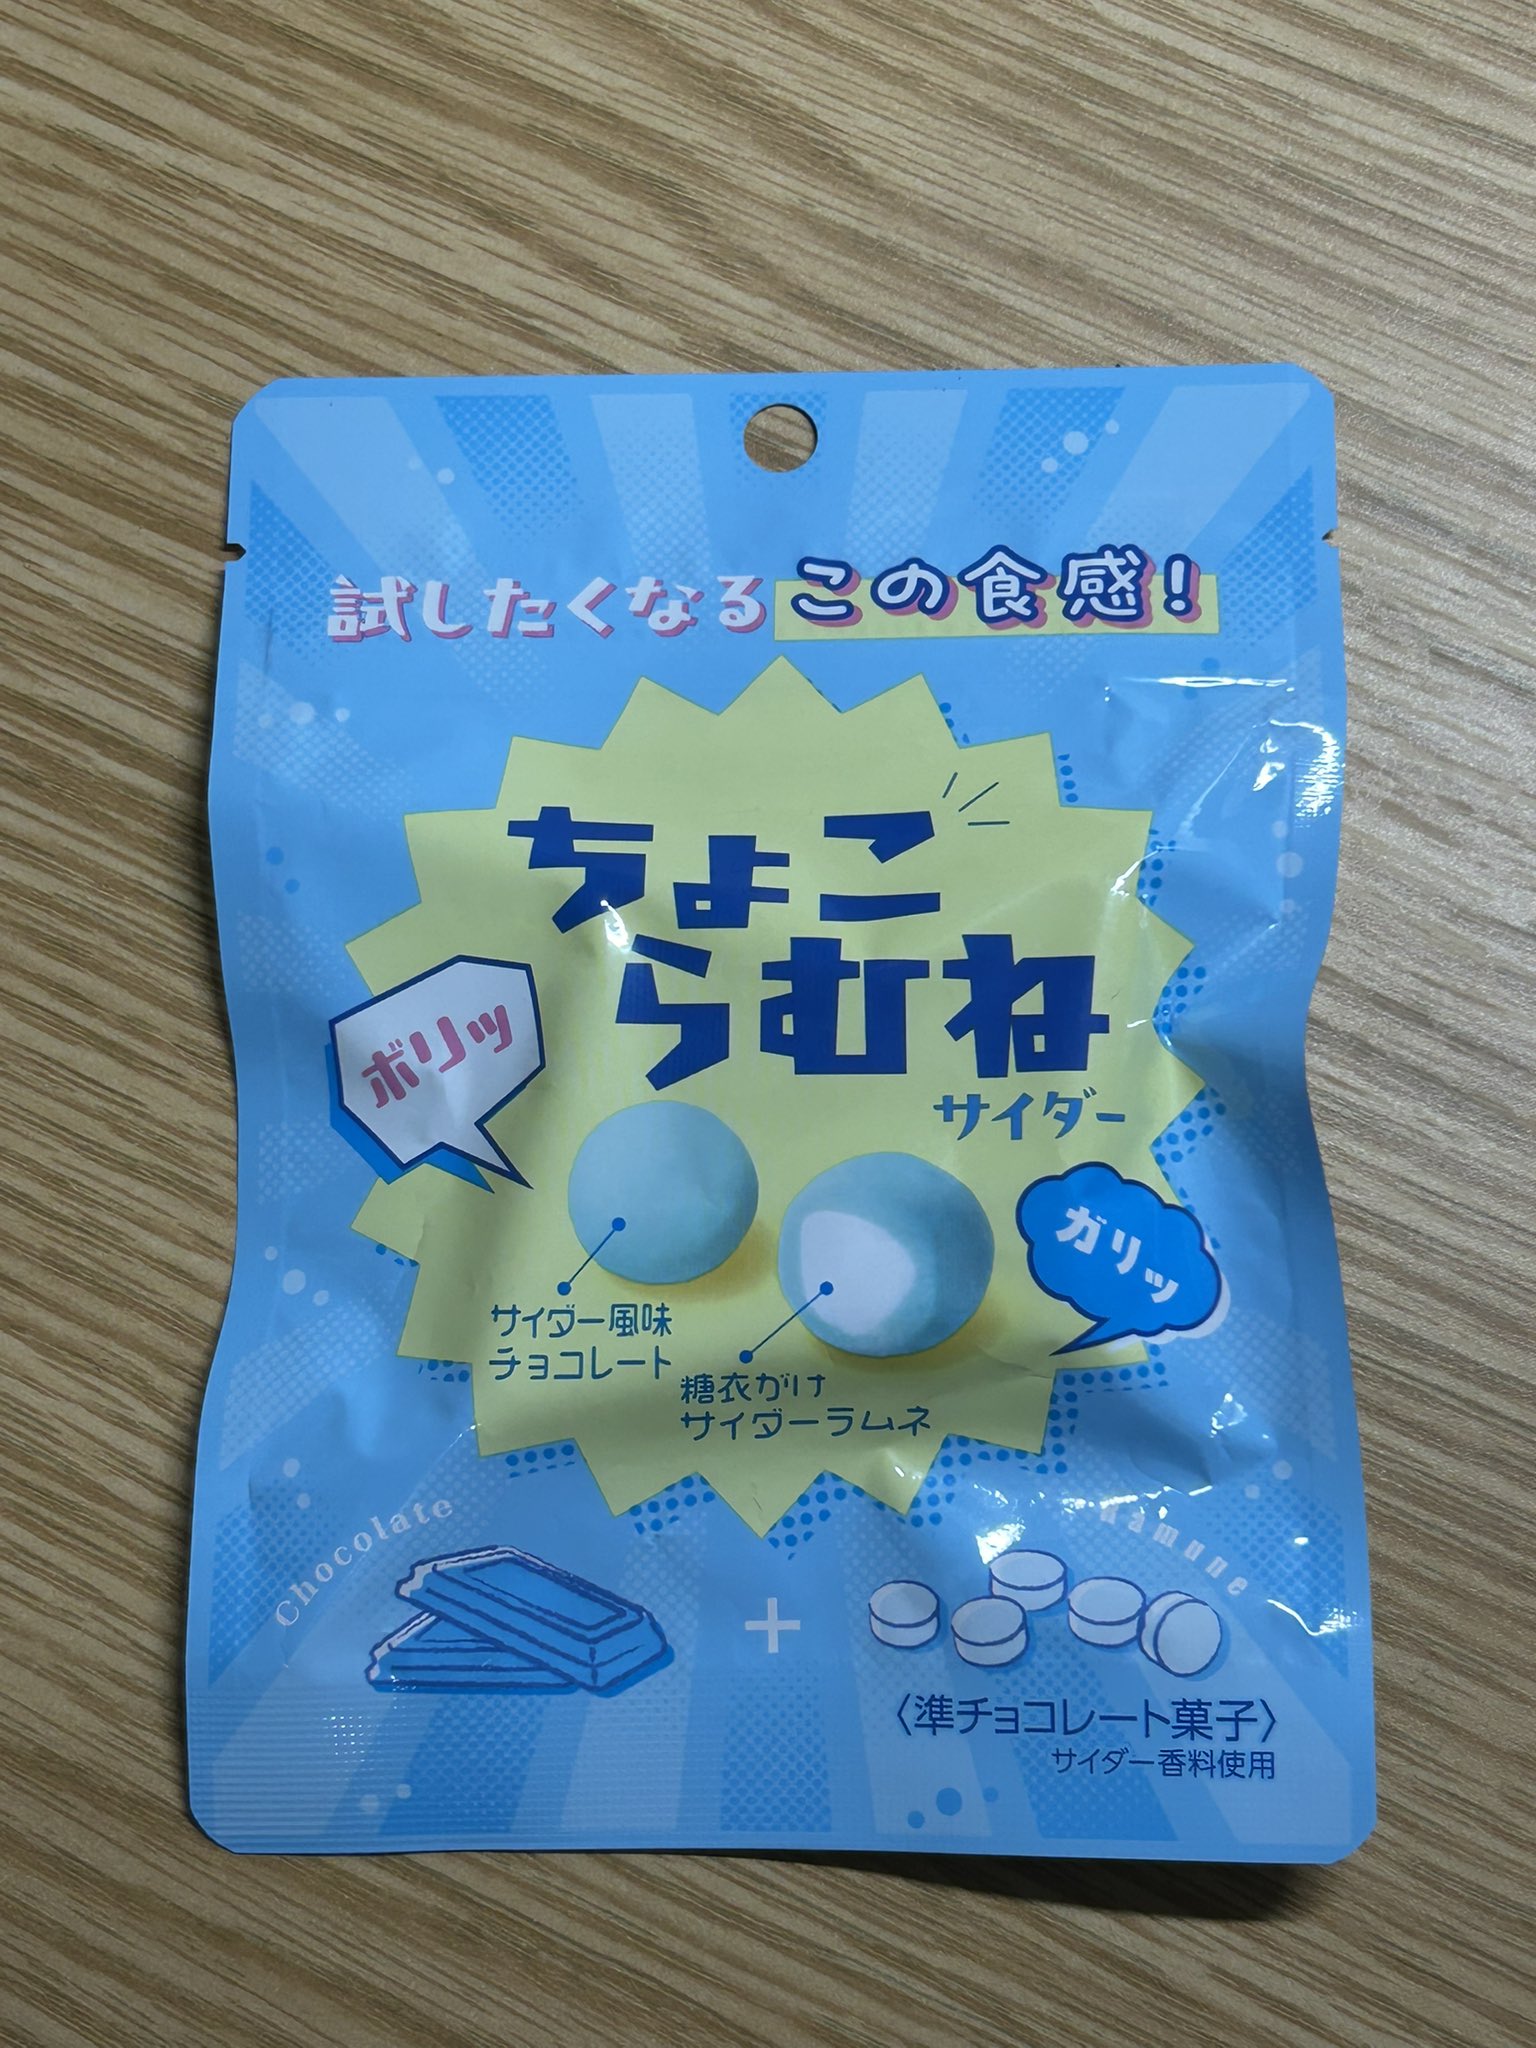 試したくなる この食感!
ちょこ
らむね
サイダー
ボリッ
ガリッ
サイダー風味
チョコレート
糖衣がけ
サイダーラムネ
Chocolate
+
Ramune
〈準チョコレート菓子〉
サイダー香料使用